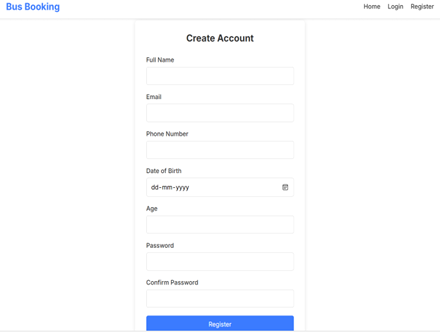 Bus Booking
Home Login Register
Create Account
Full Name
Email
Phone Number
Date of Birth
dd-mm-yyyy
Age
Password
Confirm Password
Register